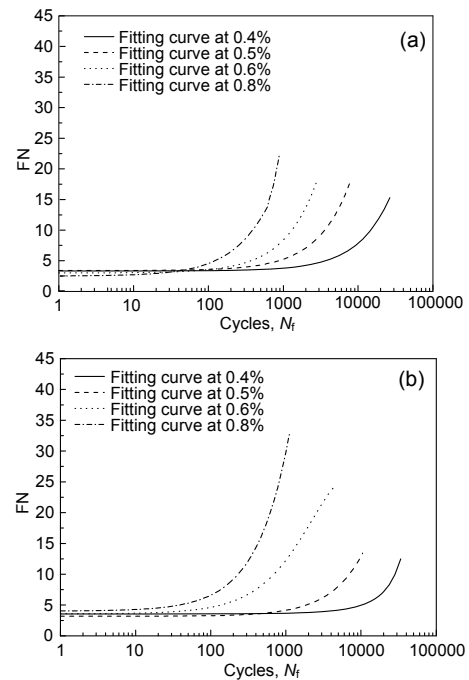 45
40
35
30
25
20
15
10
5
0
FN
Fitting curve at 0.4%
Fitting curve at 0.5%
Fitting curve at 0.6%
Fitting curve at 0.8%
(a)
1 10 100 1000 10000 100000
Cycles, Nf
45
40
35
30
25
20
15
10
5
0
FN
Fitting curve at 0.4%
Fitting curve at 0.5%
Fitting curve at 0.6%
Fitting curve at 0.8%
(b)
1 10 100 1000 10000 100000
Cycles, Nf